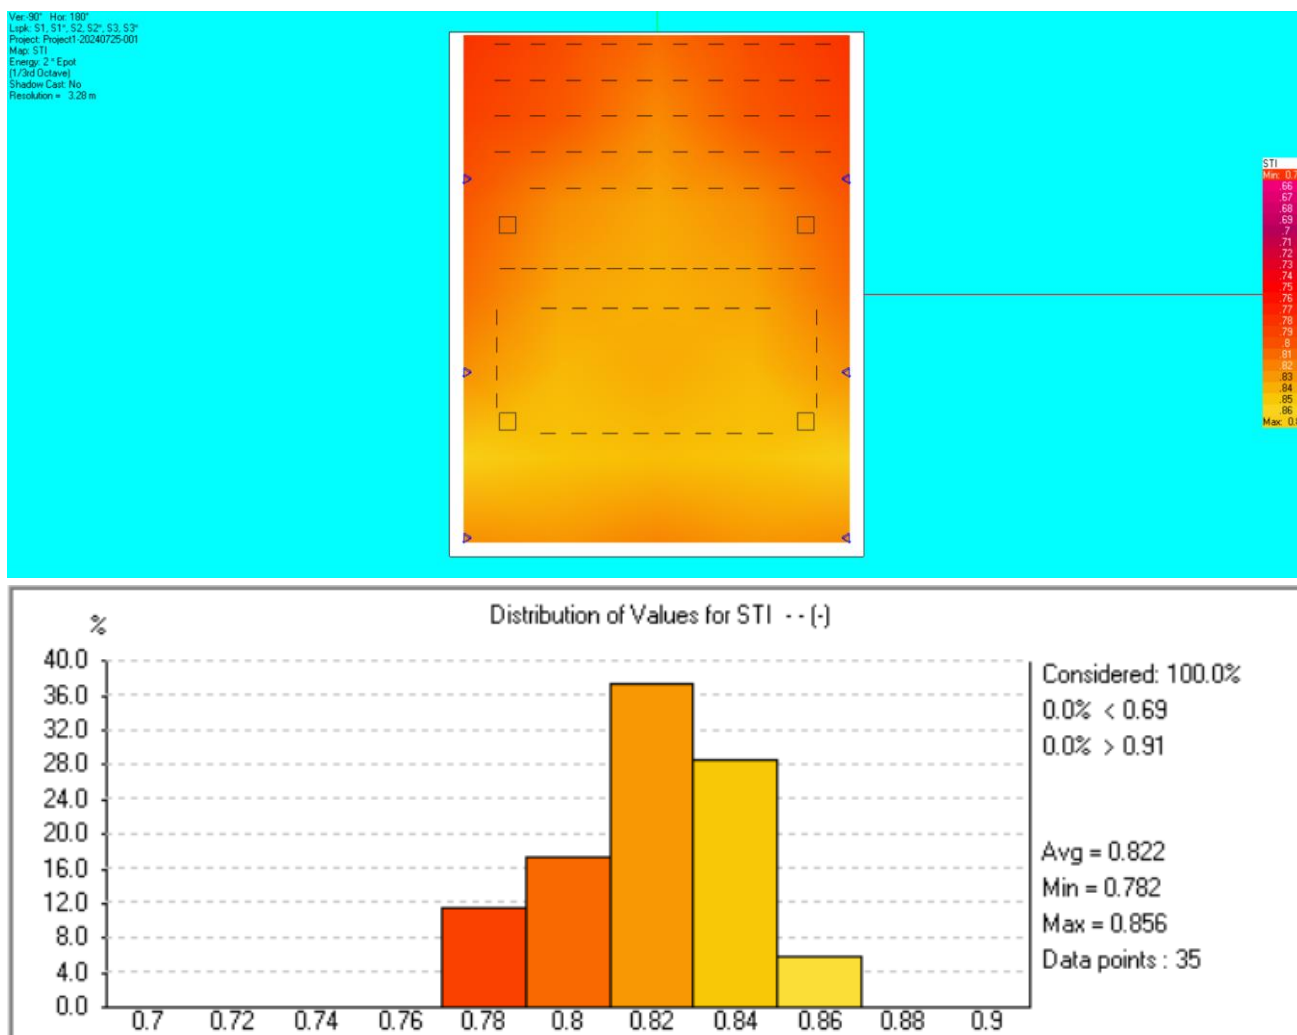 Ver:-90° Hor: 180°
Lspk: S1, S1*, S2, S2*, S3, S3*
Project: Project1-20240725-001
Map: STI
Energy: 2 * Epot
(1/3rd Octave)
Shadow Cast: No
Resolution = 3.28 m
STI
Min: 0.7
.66
.67
.68
.69
.7
.71
.72
.73
.74
.75
.76
.77
.78
.79
.8
.81
.82
.83
.84
.85
.86
Max: 0.8
Distribution of Values for STI - - (-)
%
40.0
36.0
32.0
28.0
24.0
20.0
16.0
12.0
8.0
4.0
0.0
0.7 0.72 0.74 0.76 0.78 0.8 0.82 0.84 0.86 0.88 0.9
Considered: 100.0%
0.0% < 0.69
0.0% > 0.91
Avg = 0.822
Min = 0.782
Max = 0.856
Data points : 35